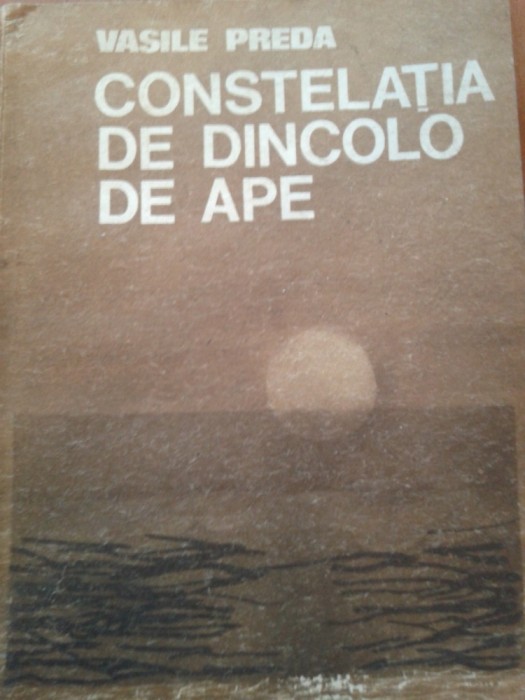 VASILE PREDA
CONSTELAȚIA
DE DINCOLO
DE APE